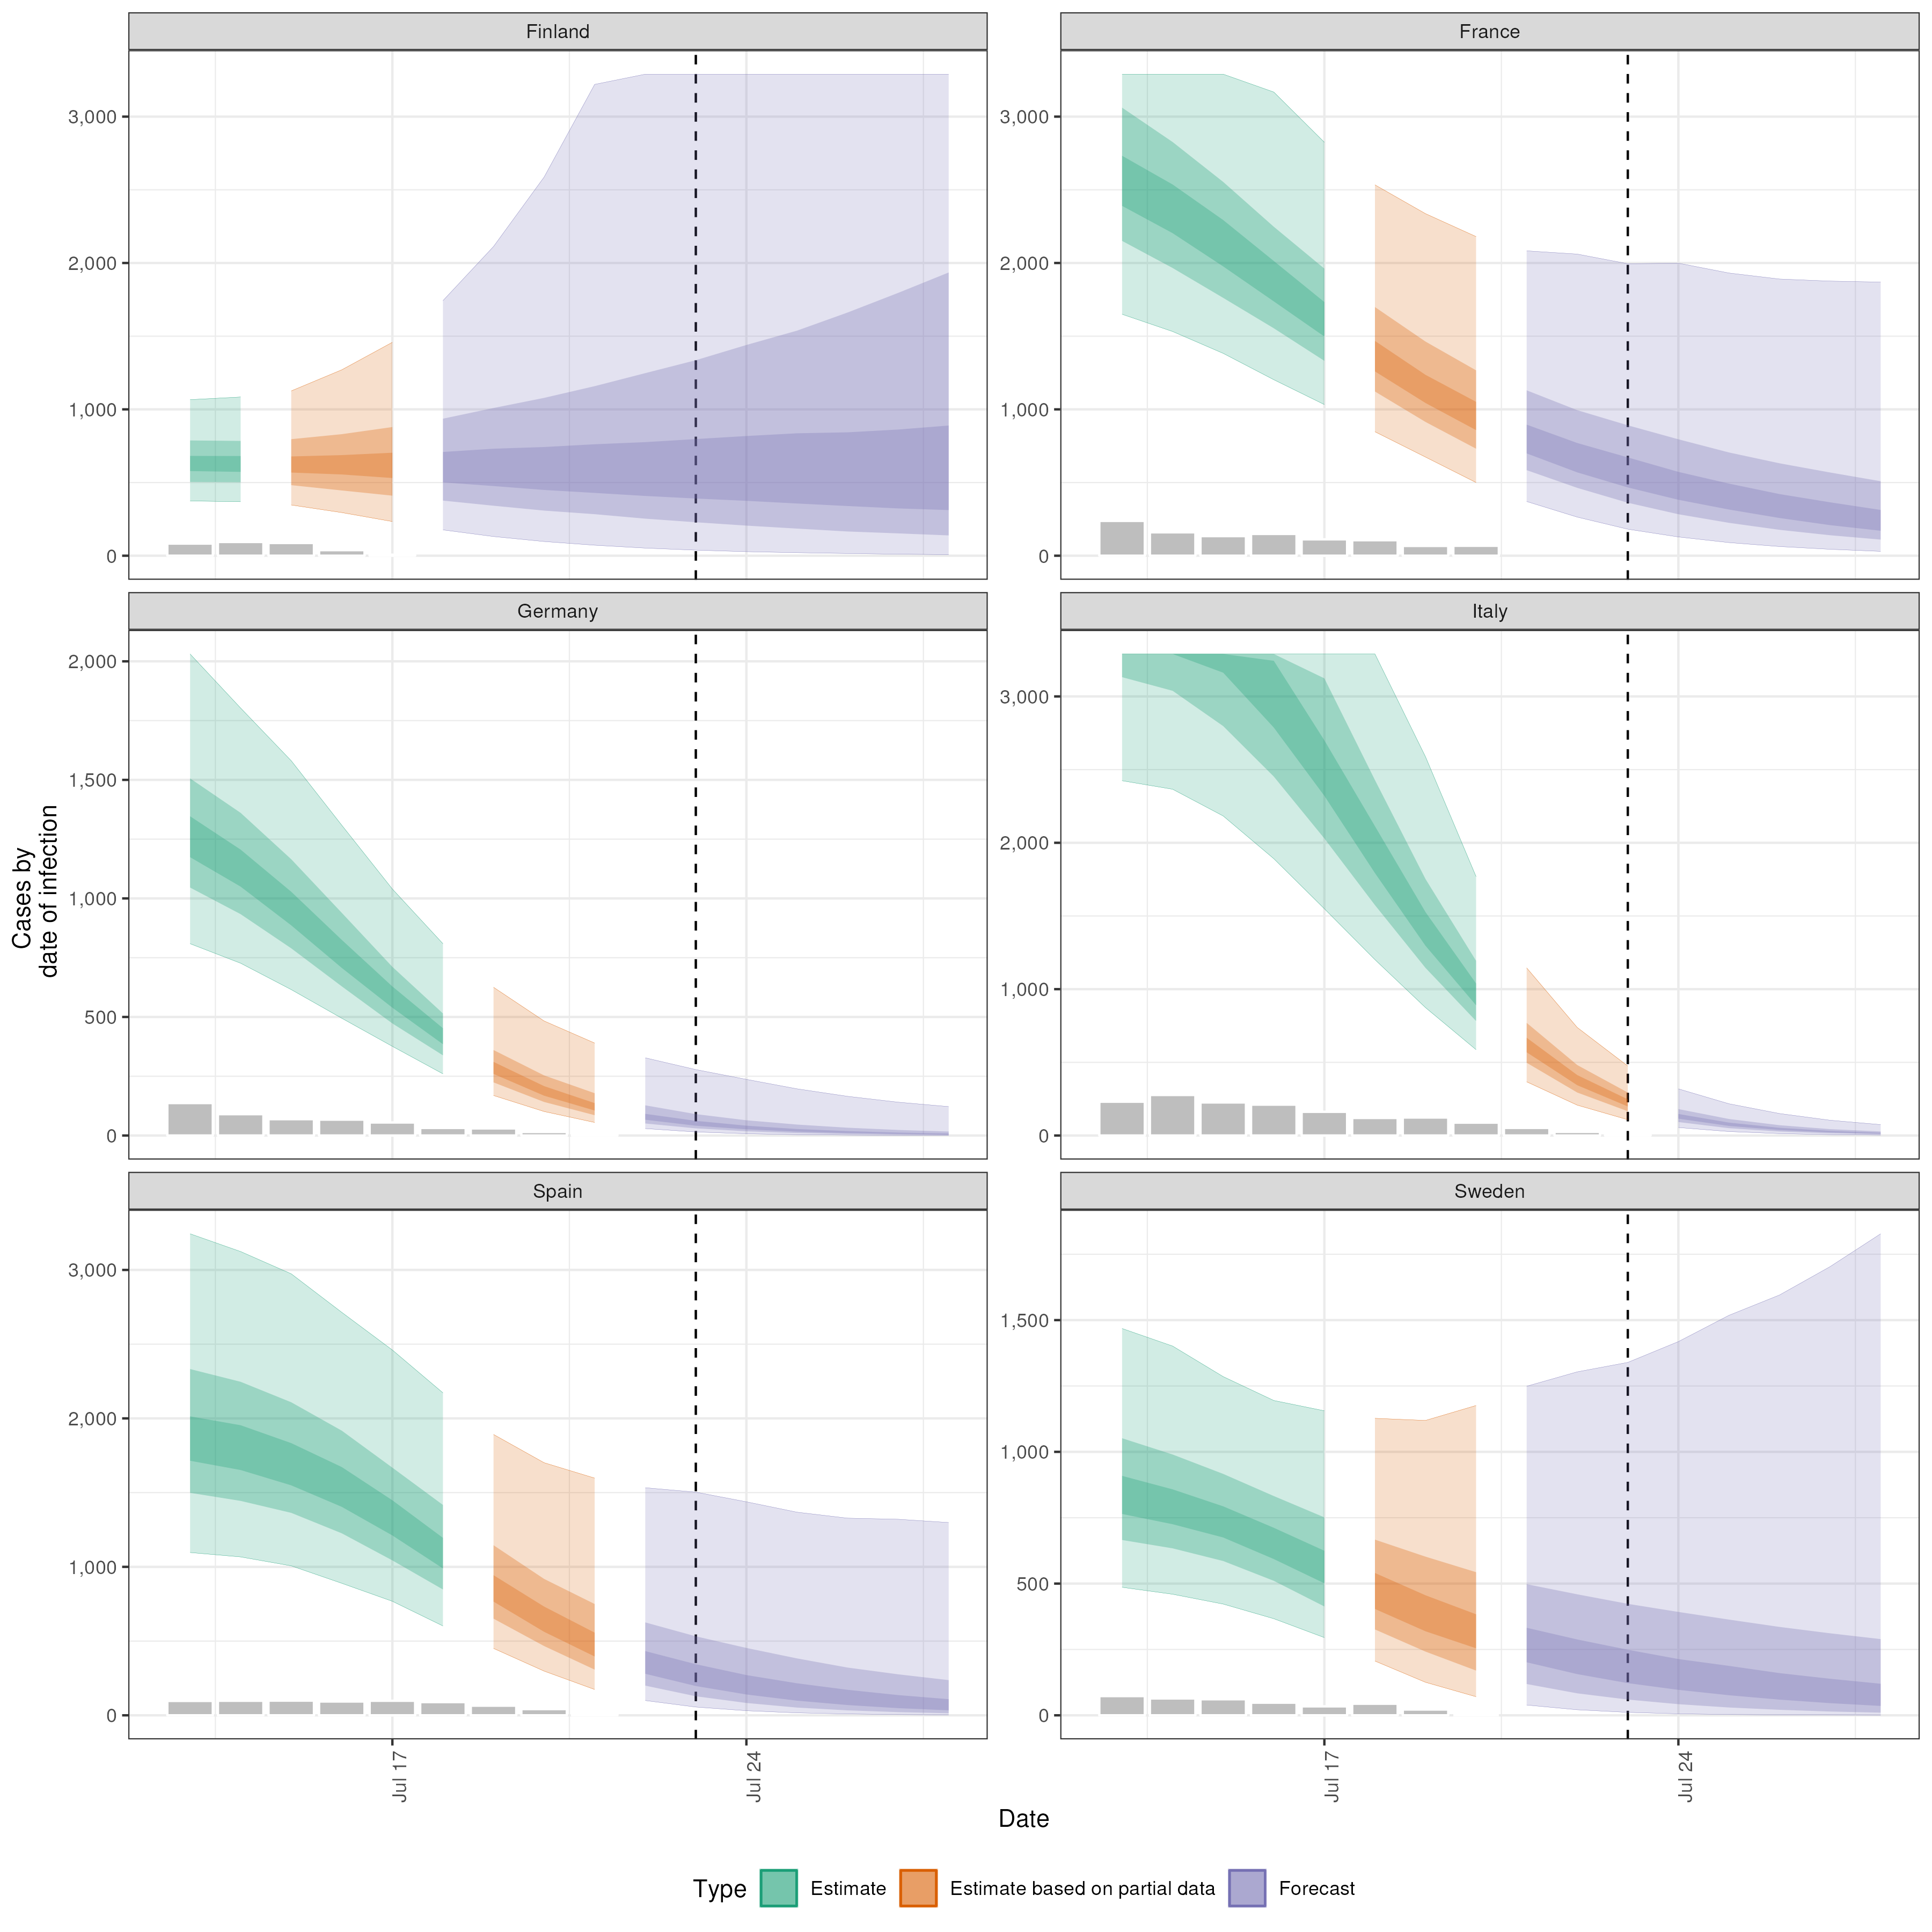 Finland
France
3,000
2,000
1,000
0
3,000
2,000
1,000
0
Germany
Italy
2,000
1,500
1,000
500
0
3,000
2,000
1,000
0
Cases by
date of infection
Spain
Sweden
3,000
2,000
1,000
0
1,500
1,000
500
0
Jul 17
Jul 24
Jul 17
Jul 24
Date
Type Estimate Estimate based on partial data Forecast